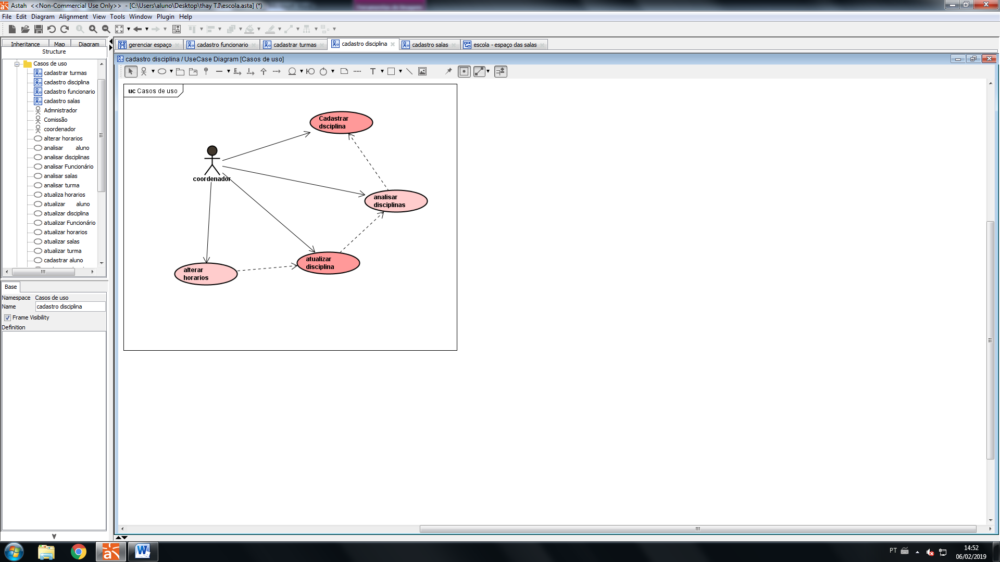 Astah <<Non-Commercial Use Only>> - [C:\Users\aluno\Desktop\thay T.I\escola.asta] (*)
File Edit Diagram Alignment View Tools Window Plugin Help
Inheritance Map Diagram
Structure
Casos de uso
cadastrar turmas
cadastro disciplina
cadastro funcionario
cadastro salas
Admnistrador
Comissão
coordenador
alterar horarios
analisar aluno
analisar disciplinas
analisar Funcionário
analisar salas
analisar turma
atualiza horarios
atualizar aluno
atualizar disciplina
atualizar Funcionário
atualizar horarios
atualizar salas
atualizar turma
cadastrar aluno
Base
Namespace Casos de uso
Name cadastro disciplina
Frame Visibility
Definition
gerenciar espaço cadastro funcionario cadastrar turmas cadastro disciplina cadastro salas escola - espaço das salas
cadastro disciplina / UseCase Diagram [Casos de uso]
uc Casos de uso
Cadastrar
dsciplina
coordenador
analisar
disciplinas
atualizar
disciplina
alterar
horarios
PT
14:52
06/02/2019